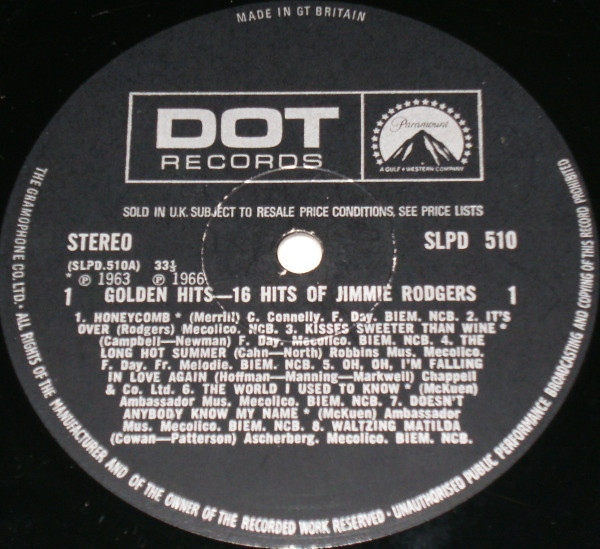 MADE IN GT BRITAIN
DOT
RECORDS
Paramount
A GULF + WESTERN COMPANY
SOLD IN U.K. SUBJECT TO RESALE PRICE CONDITIONS, SEE PRICE LISTS
STEREO
SLPD 510
(SLPD.510A) 33⅓
* ℗ 1963 ℗ 1966
1 GOLDEN HITS—16 HITS OF JIMMIE RODGERS 1
1. HONEYCOMB * (Merrill) C. Connelly. F. Day. BIEM. NCB. 2. IT'S
OVER (Rodgers) Mecolico. NCB. 3. KISSES SWEETER THAN WINE *
(Campbell—Newman) F. Day. Mecolico. BIEM. NCB. 4. THE
LONG HOT SUMMER (Cahn—North) Robbins Mus. Mecolico.
F. Day. Fr. Melodie. BIEM. NCB. 5. OH, OH, I'M FALLING
IN LOVE AGAIN (Hoffman—Manning—Markwell) Chappell
& Co. Ltd. 6. THE WORLD I USED TO KNOW * (McKuen)
Ambassador Mus. Mecolico. BIEM. NCB. 7. DOESN'T
ANYBODY KNOW MY NAME * (McKuen) Ambassador
Mus. Mecolico. BIEM. NCB. 8. WALTZING MATILDA
(Cowan—Patterson) Ascherberg. Mecolico. BIEM. NCB.
THE GRAMOPHONE CO. LTD. · ALL RIGHTS OF THE MANUFACTURER AND OF THE OWNER OF THE RECORDED WORK RESERVED · UNAUTHORISED PUBLIC PERFORMANCE BROADCASTING AND COPYING OF THIS RECORD PROHIBITED